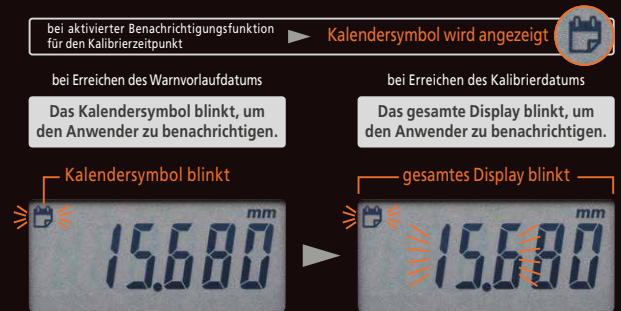 bei aktivierter Benachrichtigungsfunktion
für den Kalibrierzeitpunkt
Kalendersymbol wird angezeigt
bei Erreichen des Warnvorlaufdatums
Das Kalendersymbol blinkt, um
den Anwender zu benachrichtigen.
Kalendersymbol blinkt
mm
15.680
bei Erreichen des Kalibrierdatums
Das gesamte Display blinkt, um
den Anwender zu benachrichtigen.
gesamtes Display blinkt
mm
15.680